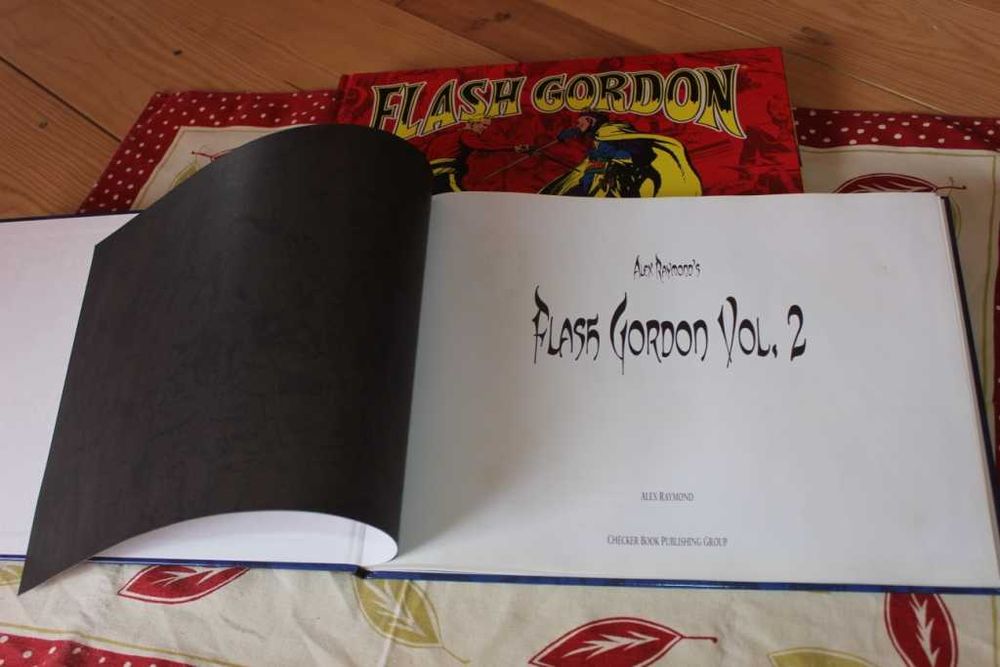 FLASH GORDON
ALEX RAYMOND'S
FLASH GORDON VOL. 2
ALEX RAYMOND
CHECKER BOOK PUBLISHING GROUP